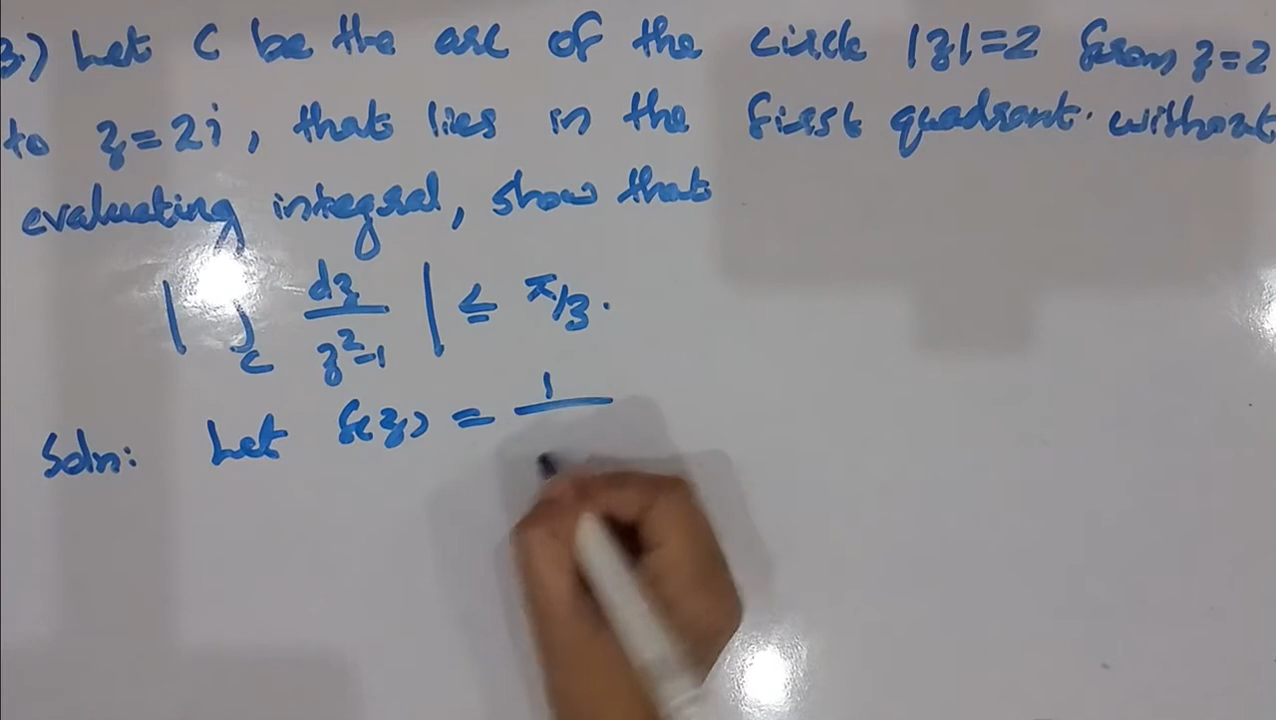 3.) Let C be the arc of the circle |z|=2 from z=2
to z=2i, that lies in the first quadrant. without
evaluating integral, show that
| ∫_C dz/(z²-1) | ≤ π/3.
Soln: Let f(z) = 1/